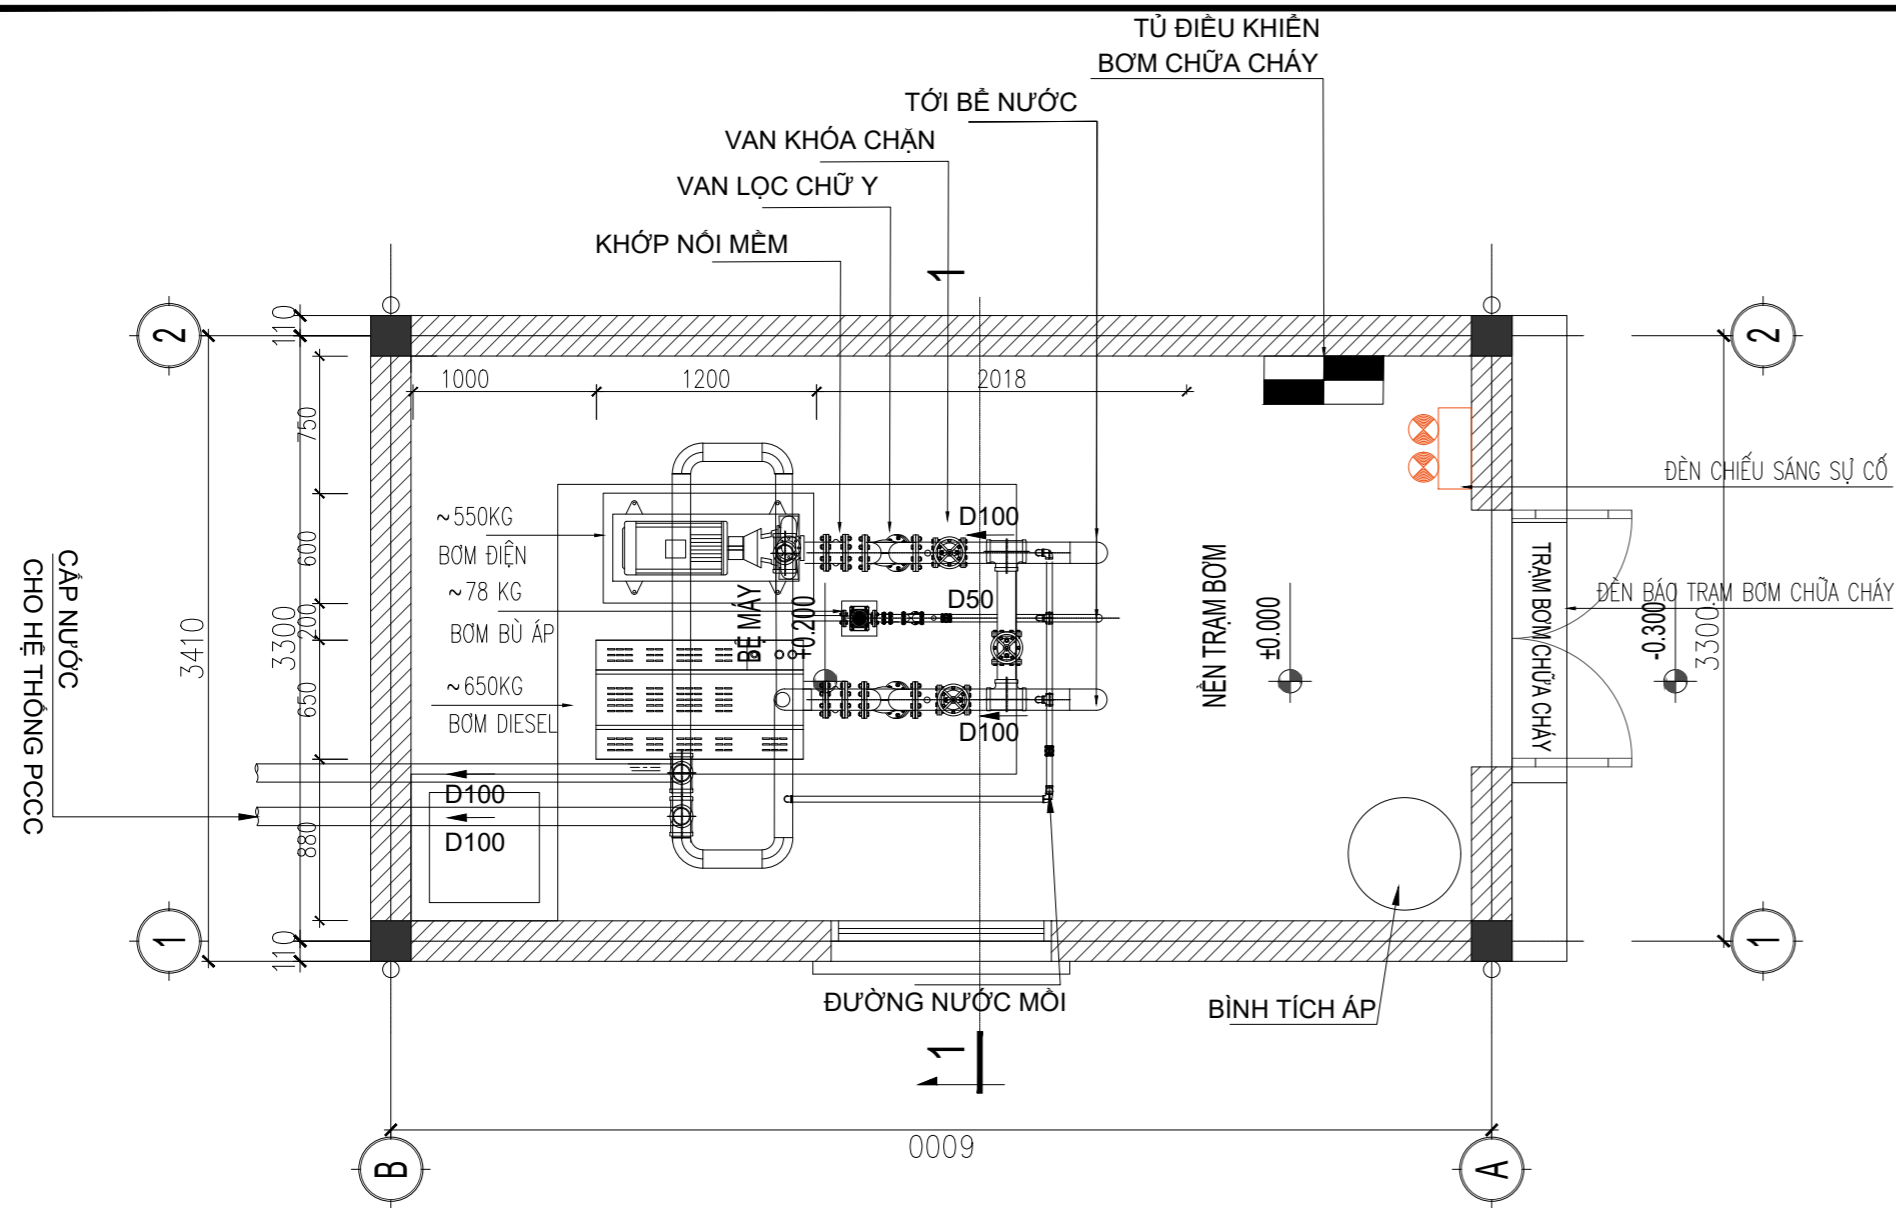 TỦ ĐIỀU KHIỂN
BƠM CHỮA CHÁY
TỚI BỂ NƯỚC
VAN KHÓA CHẶN
VAN LỌC CHỮ Y
KHỚP NỐI MỀM
1
2
2
110
1000
1200
2018
750
ĐÈN CHIẾU SÁNG SỰ CỐ
~550KG
BƠM ĐIỆN
D100
600
~78 KG
BƠM BÙ ÁP
D50
200
BỆ MÁY
+0.200
NỀN TRẠM BƠM
±0.000
TRẠM BƠM CHỮA CHÁY
ĐÈN BÁO TRẠM BƠM CHỮA CHÁY
-0.300
3300
3410
3300
CẤP NƯỚC
CHO HỆ THỐNG PCCC
~650KG
BƠM DIESEL
650
D100
D100
D100
880
1
1
110
ĐƯỜNG NƯỚC MỒI
BÌNH TÍCH ÁP
1
6000
B
A